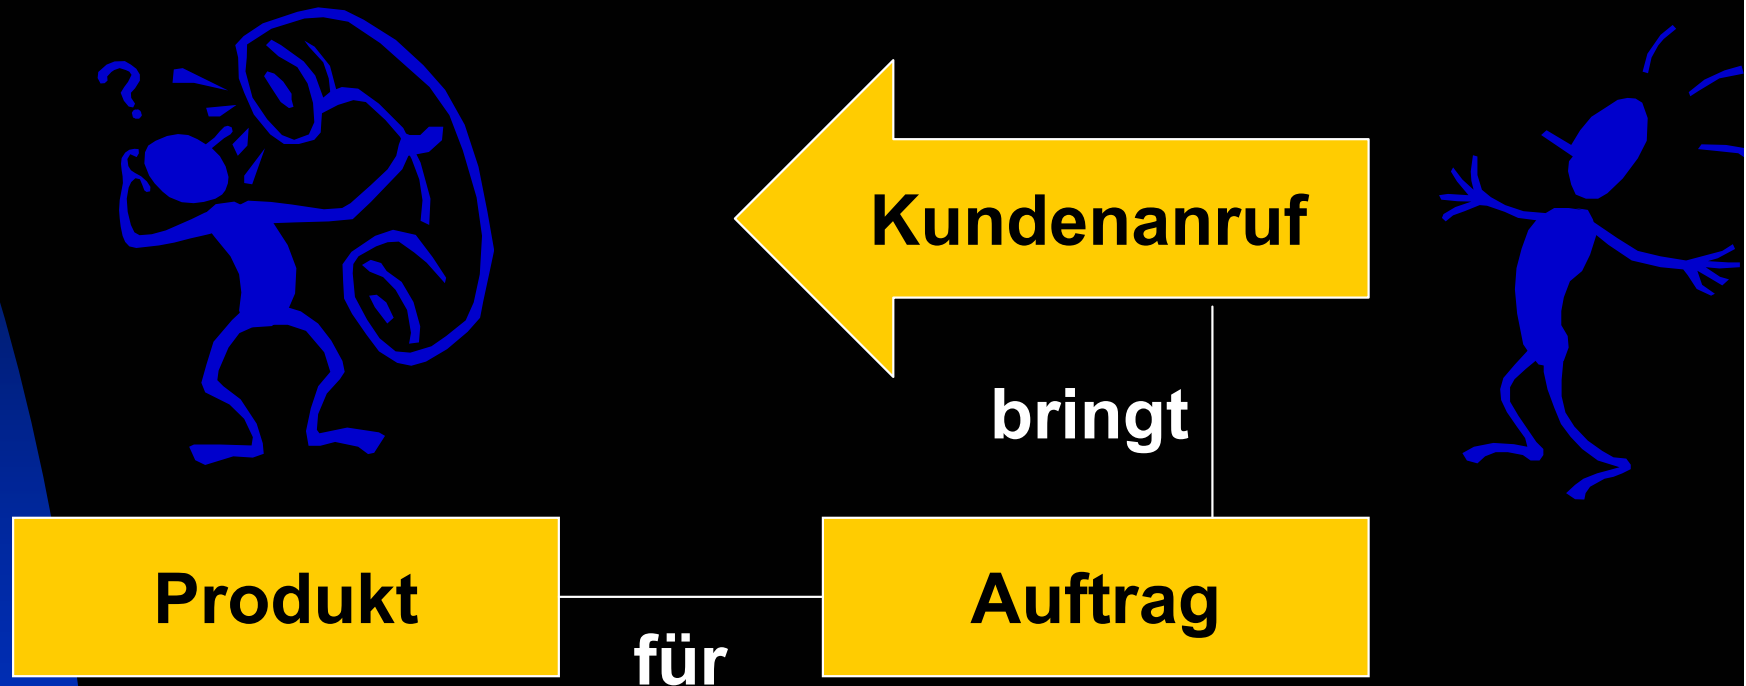 ?
Kundenanruf
bringt
Produkt
Auftrag
für